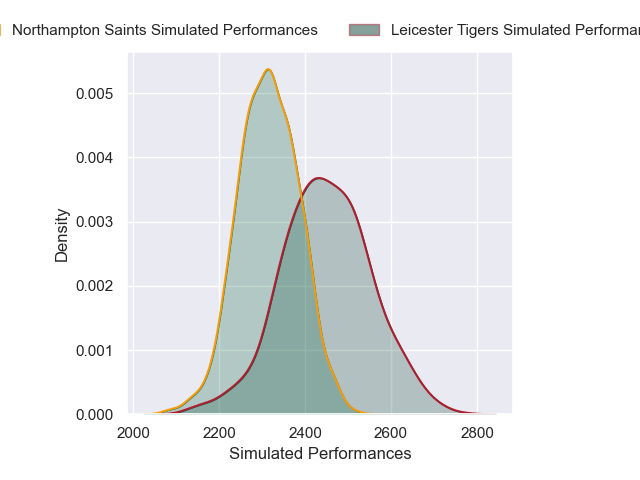 Northampton Saints Simulated Performances
Leicester Tigers Simulated
0.005
0.004
0.003
0.002
0.001
0.000
Density
2000 2200 2400 2600 2800
Simulated Performances